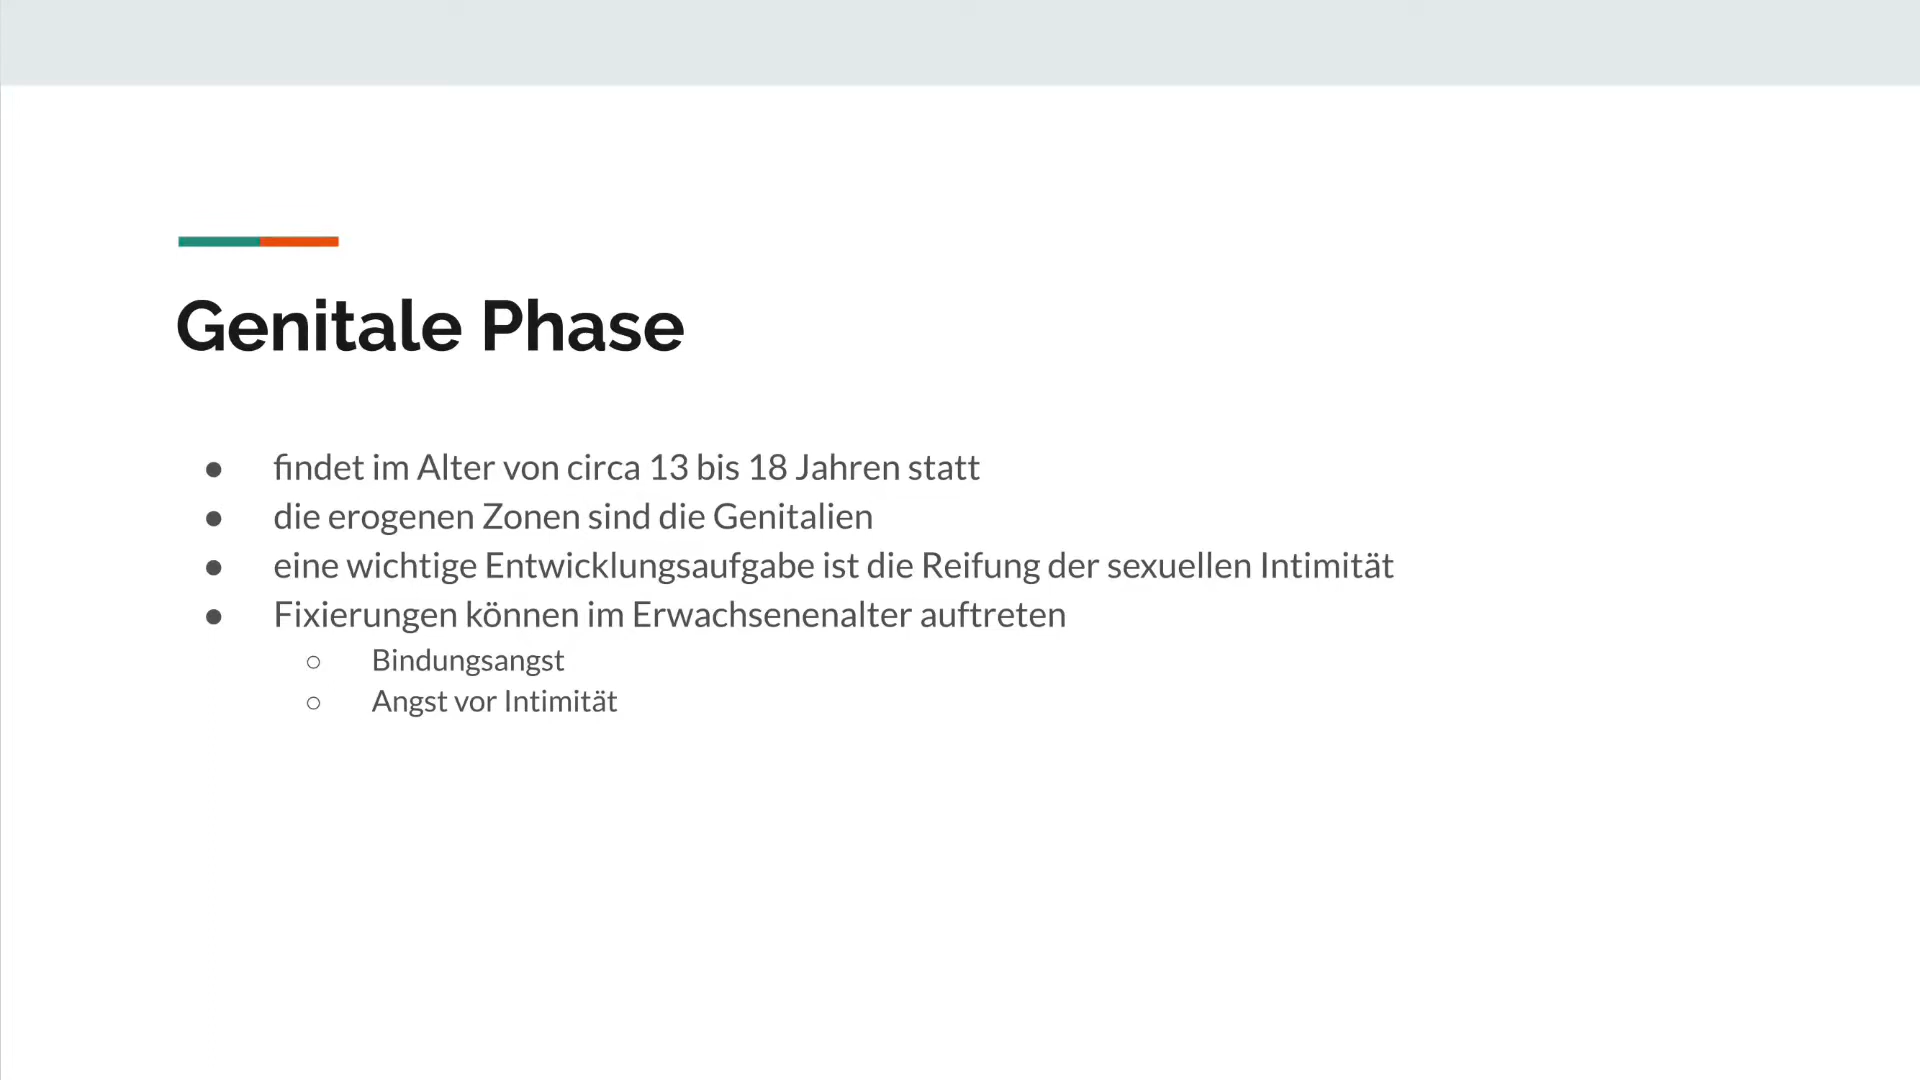 Genitale Phase
● findet im Alter von circa 13 bis 18 Jahren statt
● die erogenen Zonen sind die Genitalien
● eine wichtige Entwicklungsaufgabe ist die Reifung der sexuellen Intimität
● Fixierungen können im Erwachsenenalter auftreten
○ Bindungsangst
○ Angst vor Intimität